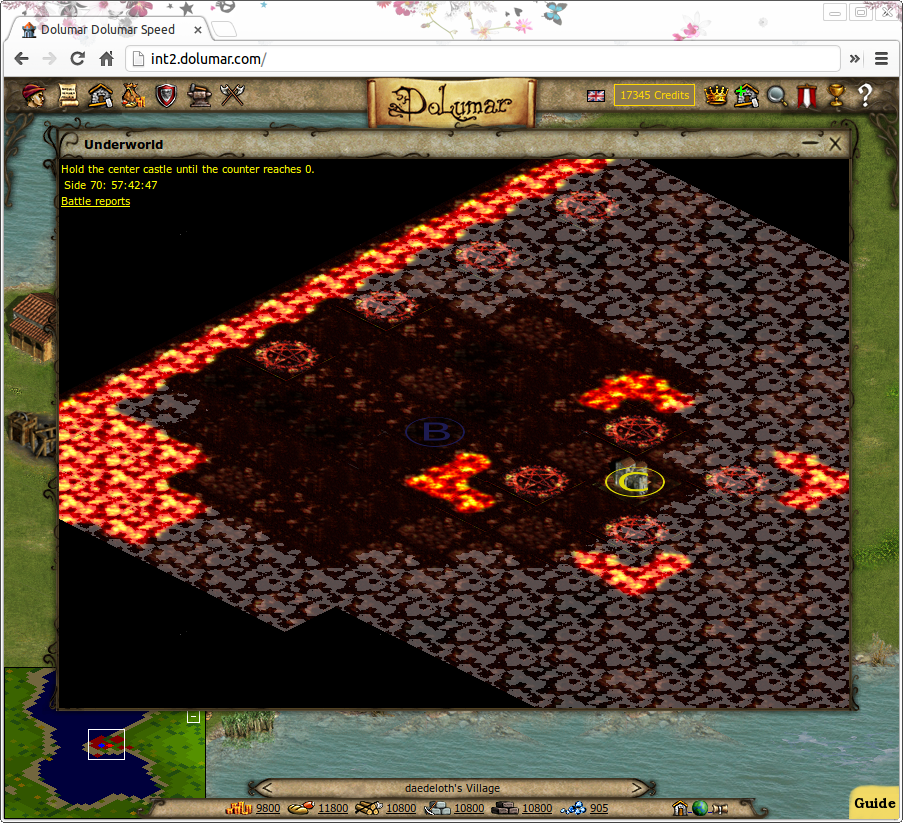 Dolumar Dolumar Speed
int2.dolumar.com/
DOLUMAR
17345 Credits
?
Underworld
Hold the center castle until the counter reaches 0.
Side 70: 57:42:47
Battle reports
B
C
daedeloth's Village
9800 11800 10800 10800 10800 905
Guide